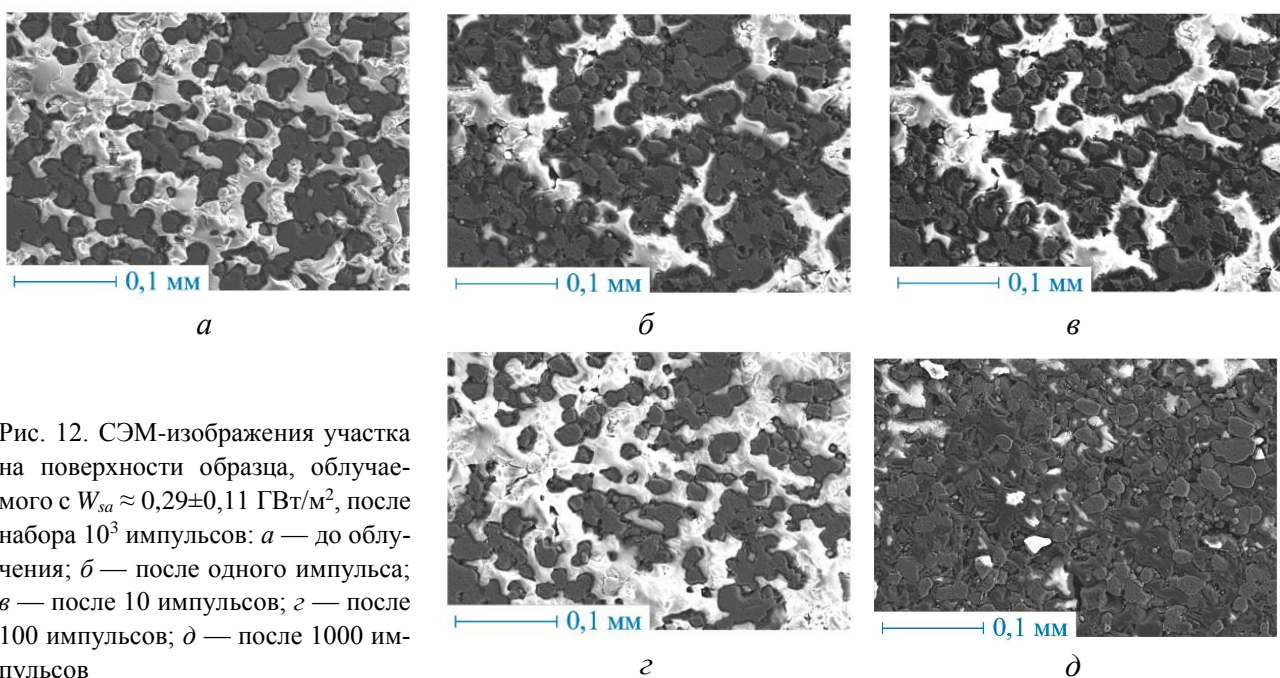 0,1 мм
0,1 мм
0,1 мм
а
б
в
Рис. 12. СЭМ-изображения участка
на поверхности образца, облучае-
мого с Wsa ≈ 0,29±0,11 ГВт/м², после
набора 10³ импульсов: а — до облу-
чения; б — после одного импульса;
в — после 10 импульсов; г — после
100 импульсов; д — после 1000 им-
пульсов
0,1 мм
0,1 мм
г
д